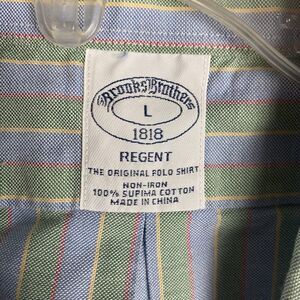 Brooks Brothers
L
1818
REGENT
THE ORIGINAL POLO SHIRT
NON-IRON
100% SUPIMA COTTON
MADE IN CHINA